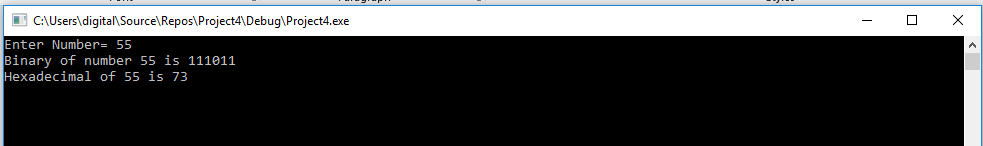 C:\Users\digital\Source\Repos\Project4\Debug\Project4.exe
Enter Number= 55
Binary of number 55 is 111011
Hexadecimal of 55 is 73